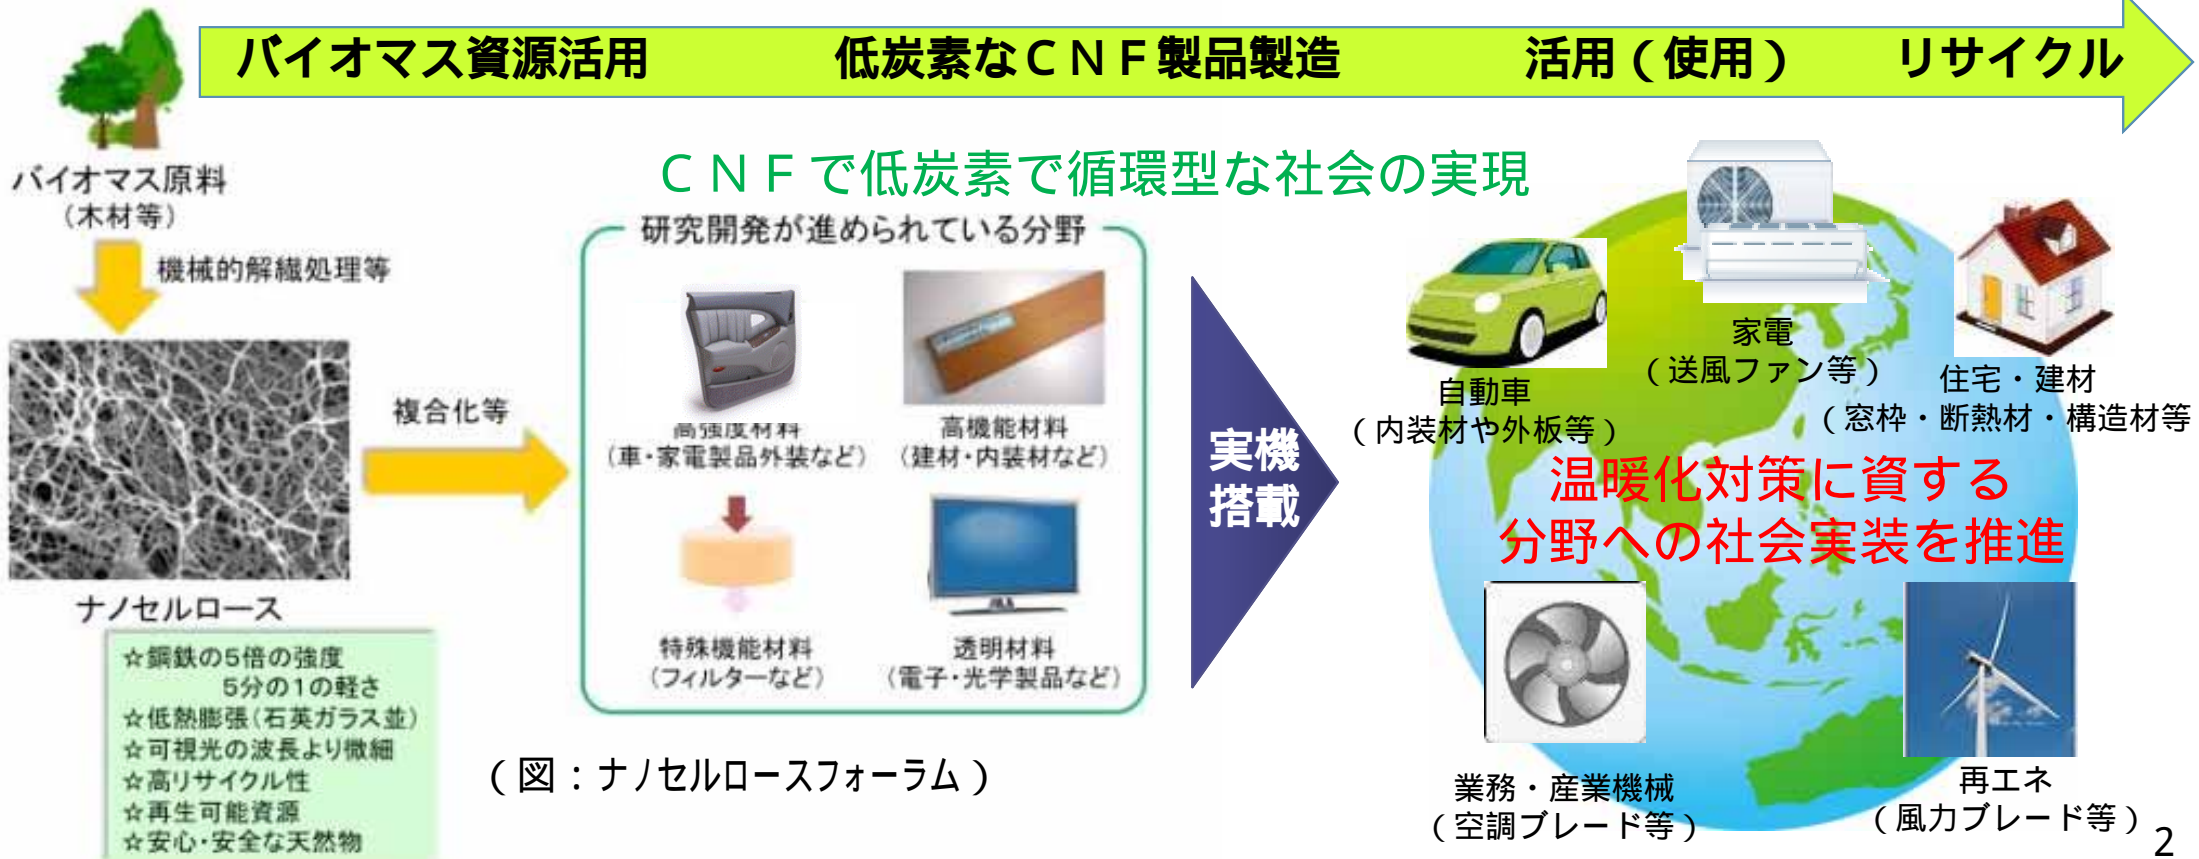 バイオマス資源活用　低炭素なＣＮＦ製品製造　活用（使用）　リサイクル
ＣＮＦで低炭素で循環型な社会の実現
バイオマス原料
（木材等）
機械的解繊処理等
ナノセルロース
☆鋼鉄の5倍の強度
5分の1の軽さ
☆低熱膨張（石英ガラス並）
☆可視光の波長より微細
☆高リサイクル性
☆再生可能資源
☆安心・安全な天然物
複合化等
研究開発が進められている分野
高強度材料
（車・家電製品外装など）
高機能材料
（建材・内装材など）
特殊機能材料
（フィルターなど）
透明材料
（電子・光学製品など）
（図：ナノセルロースフォーラム）
実機
搭載
自動車
（内装材や外板等）
家電
（送風ファン等）
住宅・建材
（窓枠・断熱材・構造材等
温暖化対策に資する
分野への社会実装を推進
業務・産業機械
（空調ブレード等）
再エネ
（風力ブレード等）
2